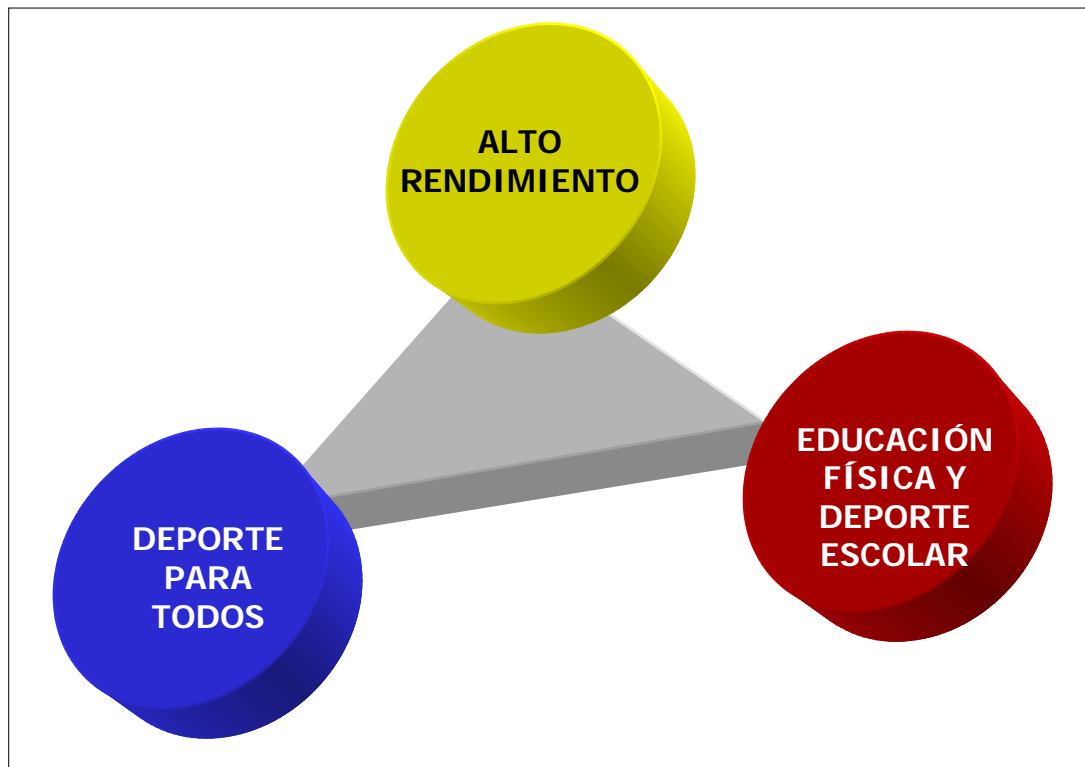 ALTO
RENDIMIENTO
EDUCACIÓN
FÍSICA Y
DEPORTE
ESCOLAR
DEPORTE
PARA
TODOS